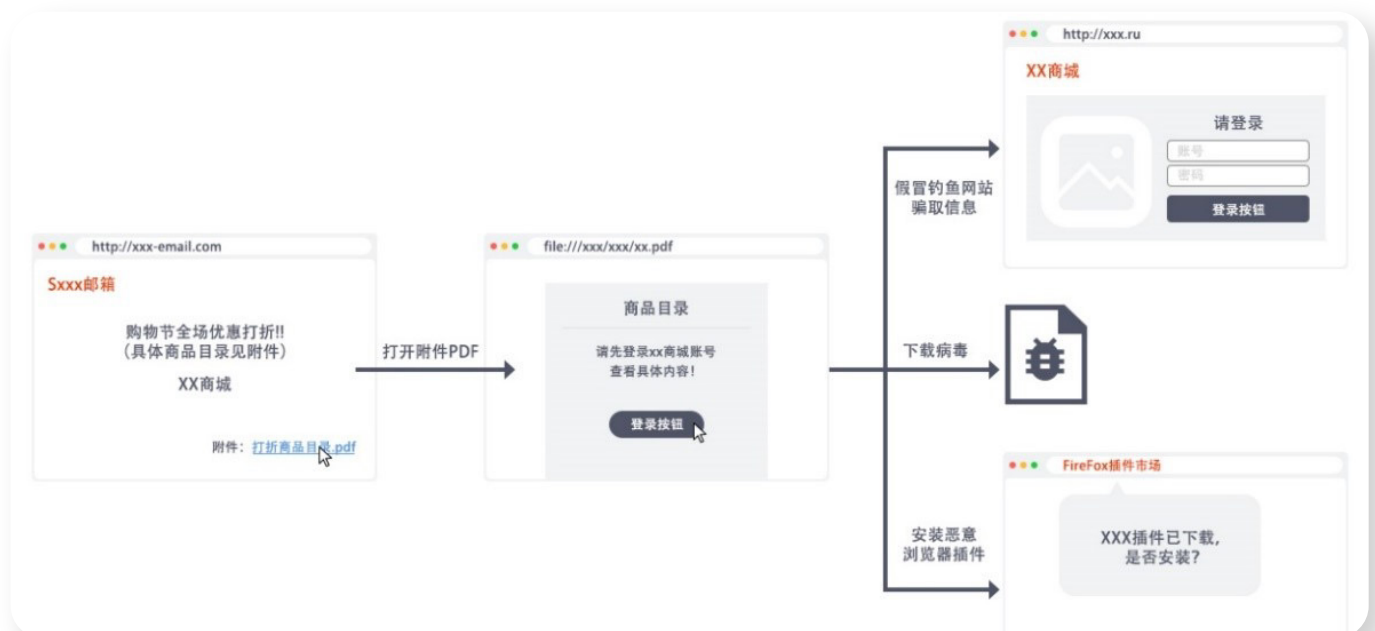 http://xxx-email.com
Sxxx邮箱
购物节全场优惠打折!!
（具体商品目录见附件）
XX商城
附件：打折商品目录.pdf
打开附件PDF
file:///xxx/xxx/xx.pdf
商品目录
请先登录xx商城账号
查看具体内容！
登录按钮
假冒钓鱼网站
骗取信息
http://xxx.ru
XX商城
请登录
账号
密码
登录按钮
下载病毒
安装恶意
浏览器插件
FireFox插件市场
XXX插件已下载，
是否安装？